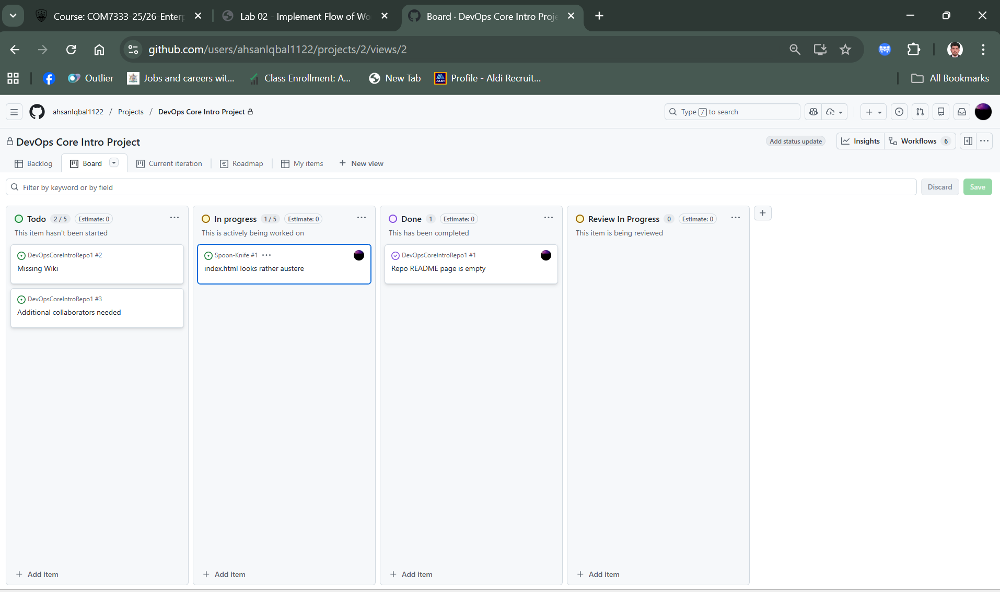 Course: COM7333-25/26-Enterp
Lab 02 - Implement Flow of Wo
Board · DevOps Core Intro Proje
github.com/users/ahsanIqbal1122/projects/2/views/2
Outlier
Jobs and careers wit...
Class Enrollment: A...
New Tab
ALDI
Profile - Aldi Recruit...
All Bookmarks
ahsanIqbal1122 / Projects / DevOps Core Intro Project
Type / to search
DevOps Core Intro Project
Add status update
Insights
Workflows 6
Backlog
Board
Current iteration
Roadmap
My items
New view
Filter by keyword or by field
Discard
Save
Todo 2 / 5 Estimate: 0
This item hasn't been started
DevOpsCoreIntroRepo1 #2
Missing Wiki
DevOpsCoreIntroRepo1 #3
Additional collaborators needed
Add item
In progress 1 / 5 Estimate: 0
This is actively being worked on
Spoon-Knife #1
index.html looks rather austere
Add item
Done 1 Estimate: 0
This has been completed
DevOpsCoreIntroRepo1 #1
Repo README page is empty
Add item
Review In Progress 0 Estimate: 0
This item is being reviewed
Add item